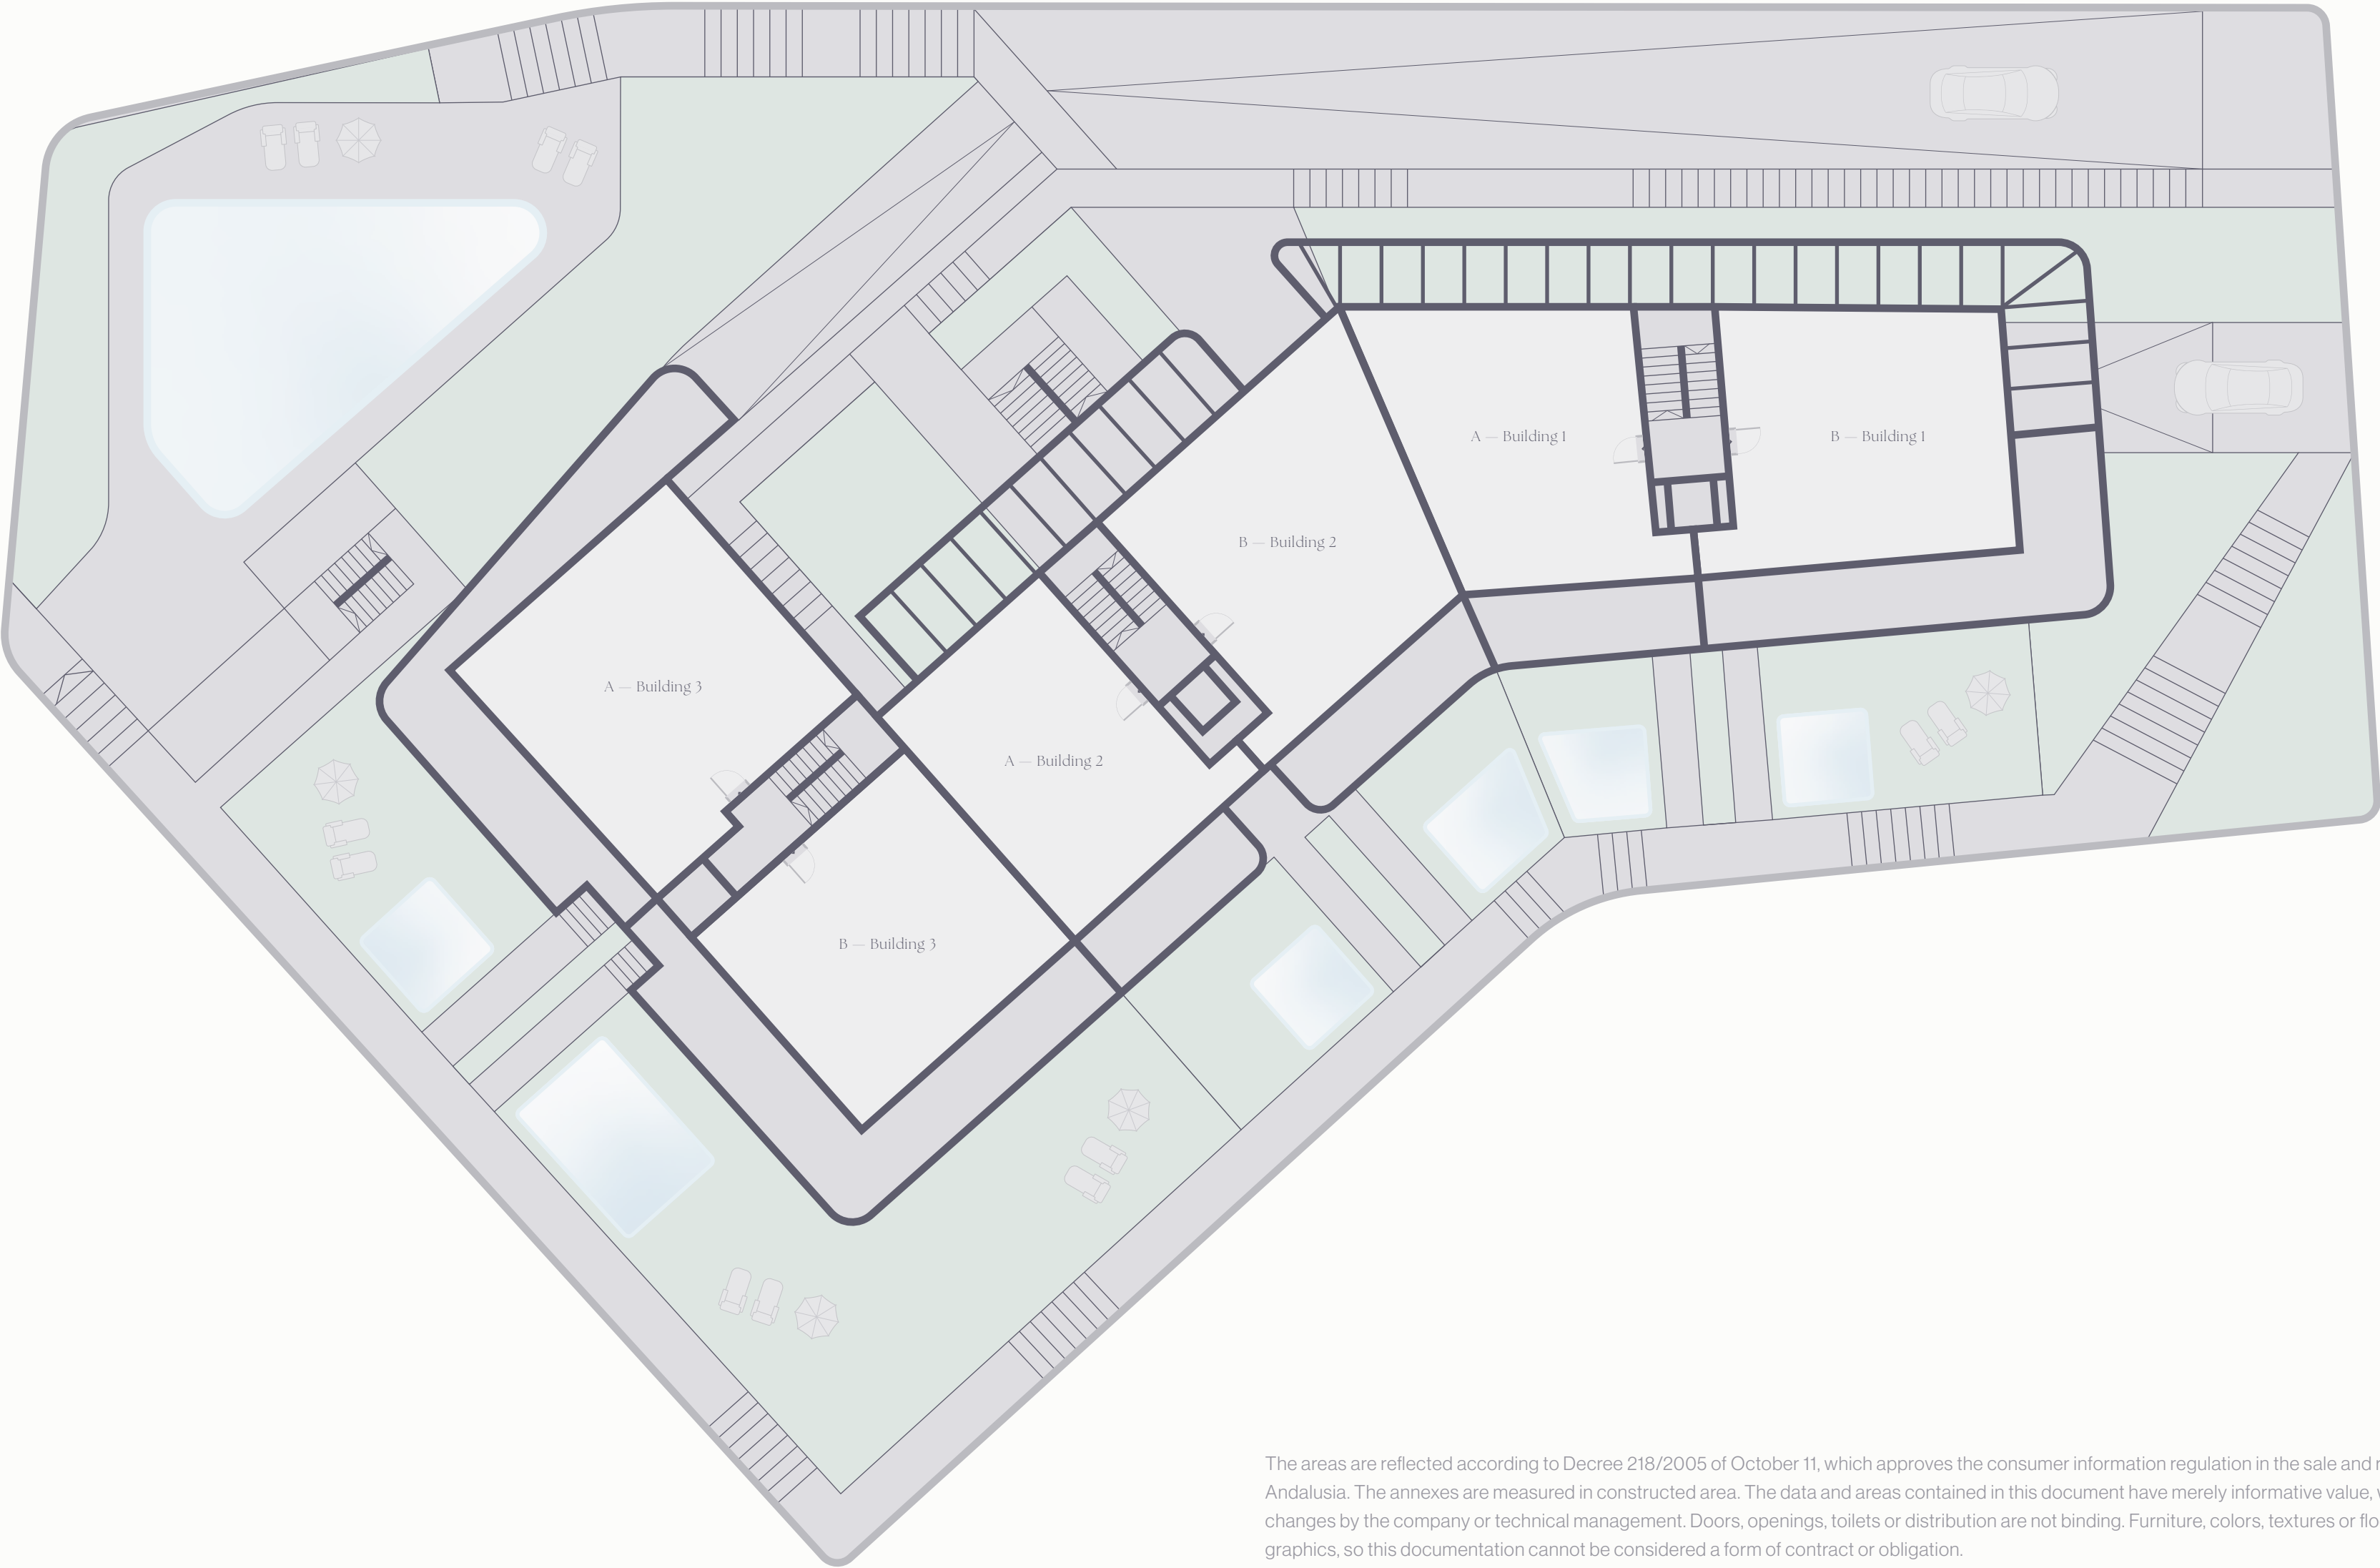 A — Building 1
B — Building 1
B — Building 2
A — Building 3
A — Building 2
B — Building 3
The areas are reflected according to Decree 218/2005 of October 11, which approves the consumer information regulation in the sale and
Andalusia. The annexes are measured in constructed area. The data and areas contained in this document have merely informative value,
changes by the company or technical management. Doors, openings, toilets or distribution are not binding. Furniture, colors, textures or
graphics, so this documentation cannot be considered a form of contract or obligation.